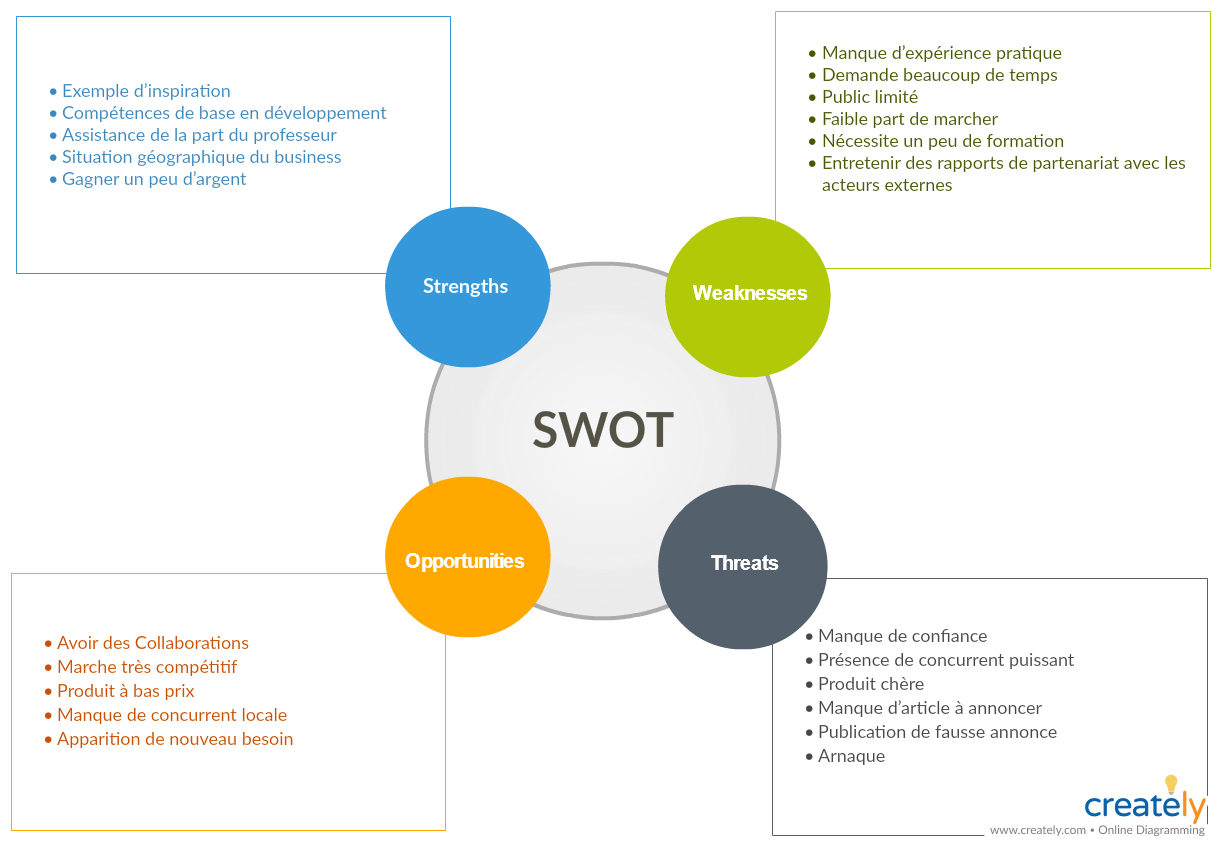 • Exemple d’inspiration
• Compétences de base en développement
• Assistance de la part du professeur
• Situation géographique du business
• Gagner un peu d’argent
• Manque d’expérience pratique
• Demande beaucoup de temps
• Public limité
• Faible part de marcher
• Nécessite un peu de formation
• Entretenir des rapports de partenariat avec les
acteurs externes
Strengths
Weaknesses
SWOT
Opportunities
Threats
• Avoir des Collaborations
• Marche très compétitif
• Produit à bas prix
• Manque de concurrent locale
• Apparition de nouveau besoin
• Manque de confiance
• Présence de concurrent puissant
• Produit chère
• Manque d’article à annoncer
• Publication de fausse annonce
• Arnaque
creately
www.creately.com • Online Diagramming